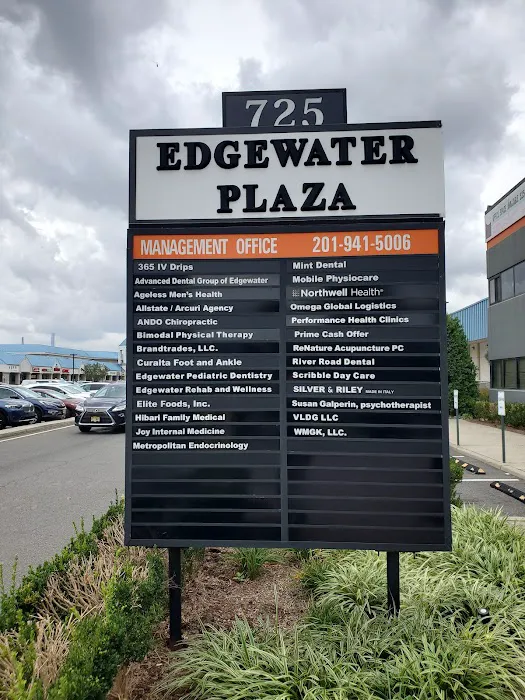 725
EDGEWATER
PLAZA
MANAGEMENT OFFICE 201-941-5006
365 IV Drips
Advanced Dental Group of Edgewater
Ageless Men's Health
Allstate / Arcuri Agency
ANDO Chiropractic
Bimodal Physical Therapy
Brandtrades, LLC.
Curalta Foot and Ankle
Edgewater Pediatric Dentistry
Edgewater Rehab and Wellness
Elite Foods, Inc.
Hibari Family Medical
Joy Internal Medicine
Metropolitan Endocrinology
Mint Dental
Mobile Physiocare
Northwell Health®
Omega Global Logistics
Performance Health Clinics
Prime Cash Offer
ReNature Acupuncture PC
River Road Dental
Scribble Day Care
SILVER & RILEY MADE IN ITALY
Susan Galperin, psychotherapist
VLDG LLC
WMGK, LLC.